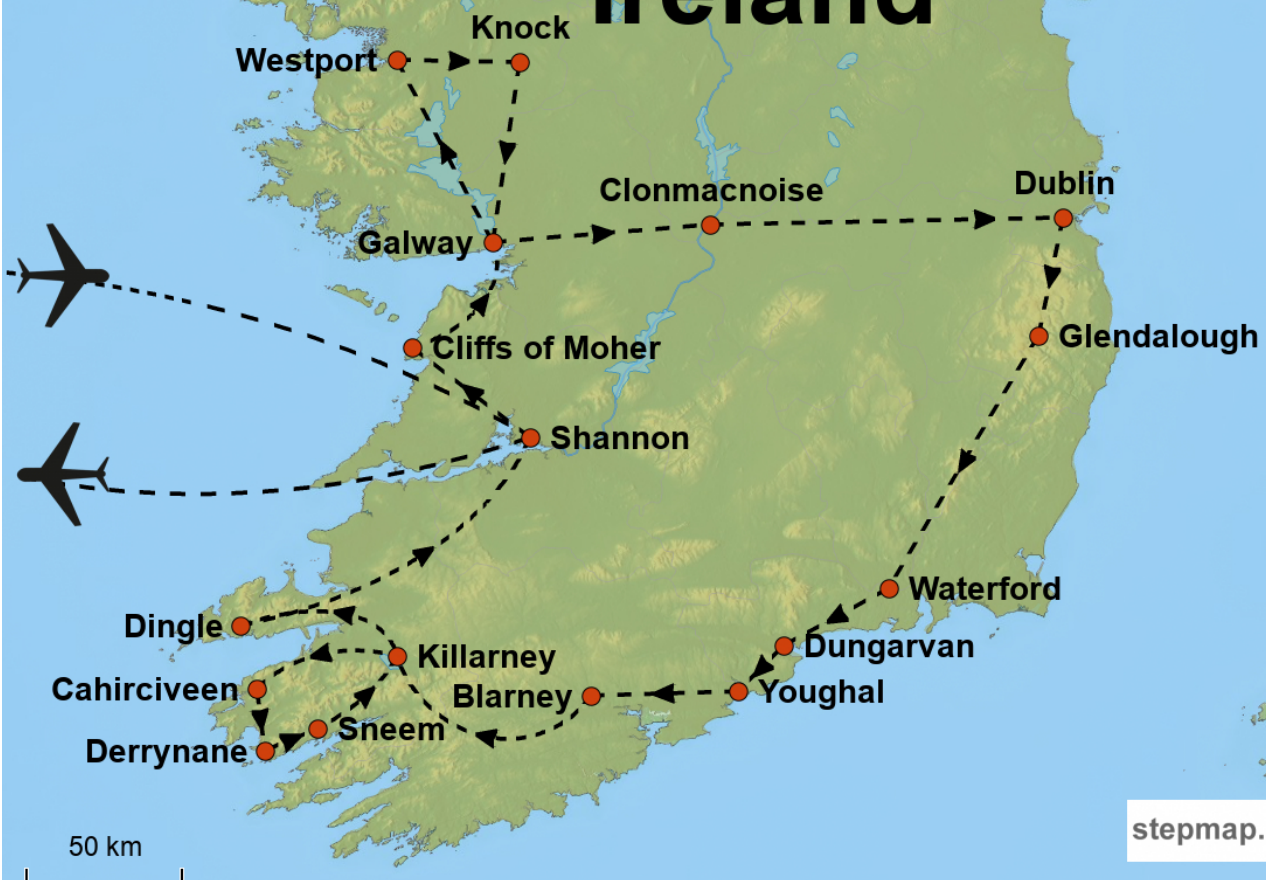 Ireland
Knock
Westport
Clonmacnoise
Dublin
Galway
Cliffs of Moher
Glendalough
Shannon
Waterford
Dingle
Dungarvan
Killarney
Cahirciveen
Blarney
Youghal
Sneem
Derrynane
50 km
stepmap.